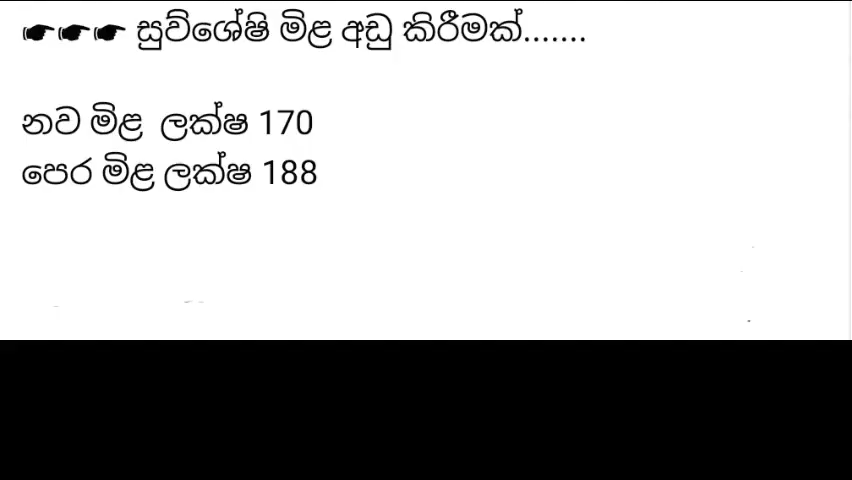 ☛☛☛ සුව්ශේෂි මිළ අඩු කිරීමක්.......
නව මිළ ලක්ෂ 170
පෙර මිළ ලක්ෂ 188